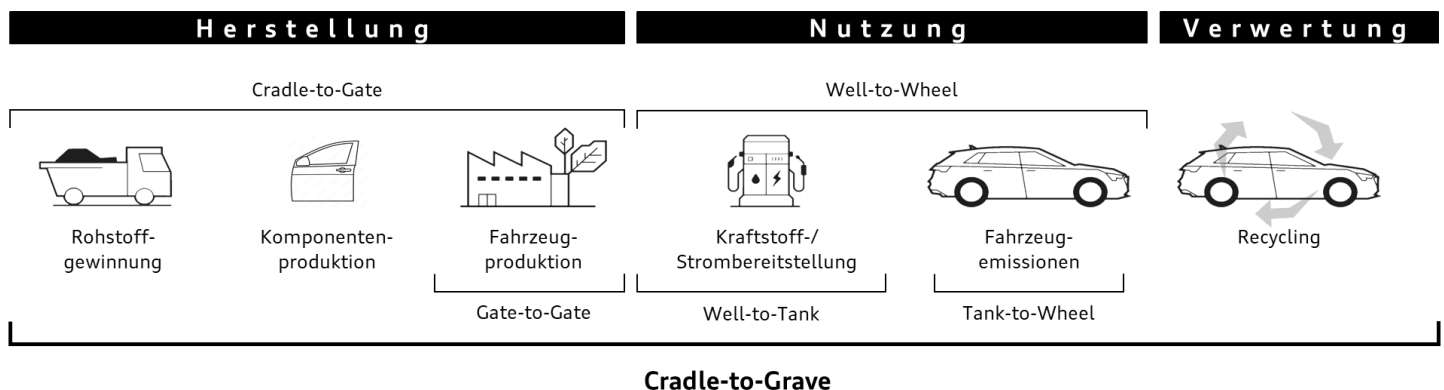 Herstellung
Nutzung
Verwertung
Cradle-to-Gate
Well-to-Wheel
Rohstoff-
gewinnung
Komponenten-
produktion
Fahrzeug-
produktion
Kraftstoff-/
Strombereitstellung
Fahrzeug-
emissionen
Recycling
Gate-to-Gate
Well-to-Tank
Tank-to-Wheel
Cradle-to-Grave